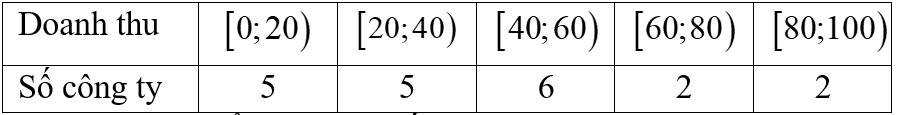 Doanh thu [0;20) [20;40) [40;60) [60;80) [80;100)
Số công ty 5 5 6 2 2